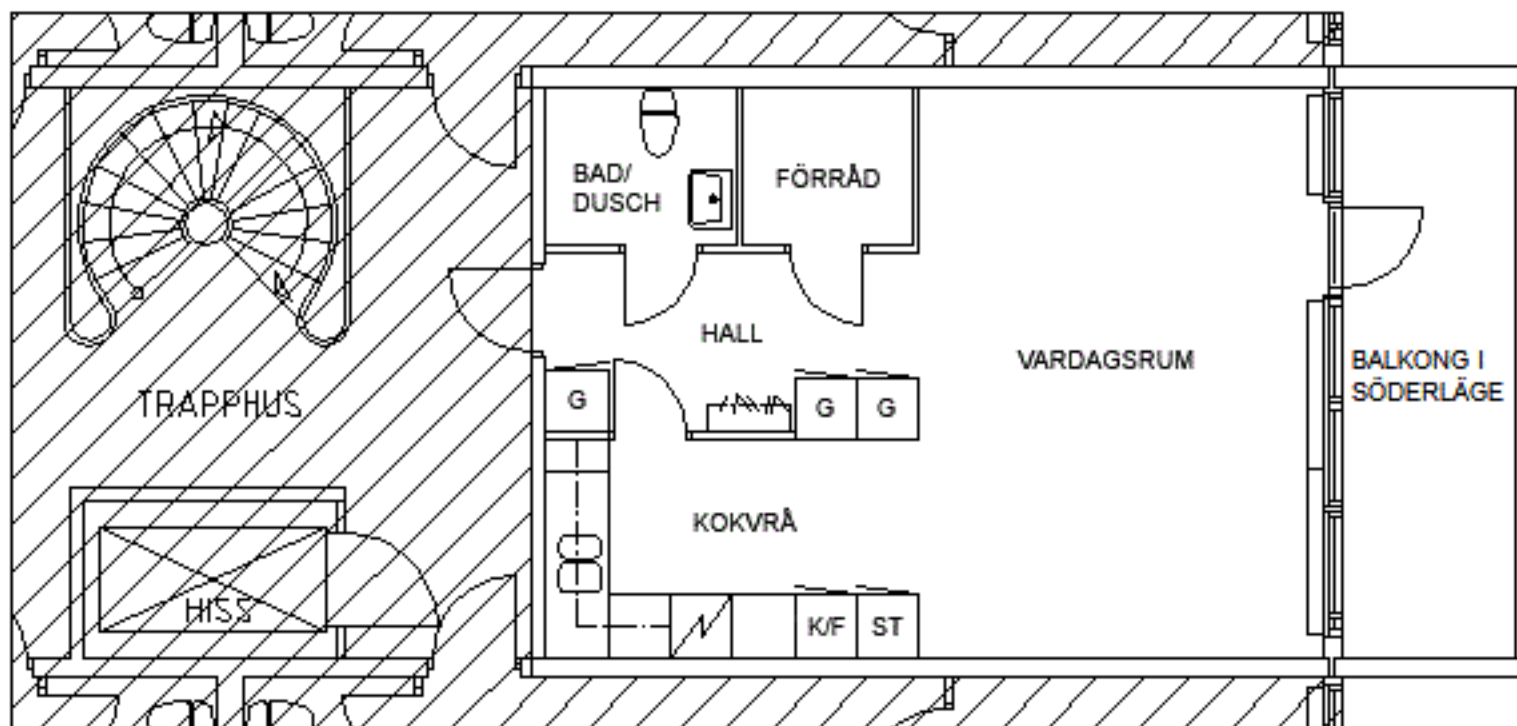 BAD/
DUSCH
FÖRRÅD
HALL
VARDAGSRUM
BALKONG I
SÖDERLÄGE
TRAPPHUS
G
G
G
KOKVRÅ
HISS
K/F
ST